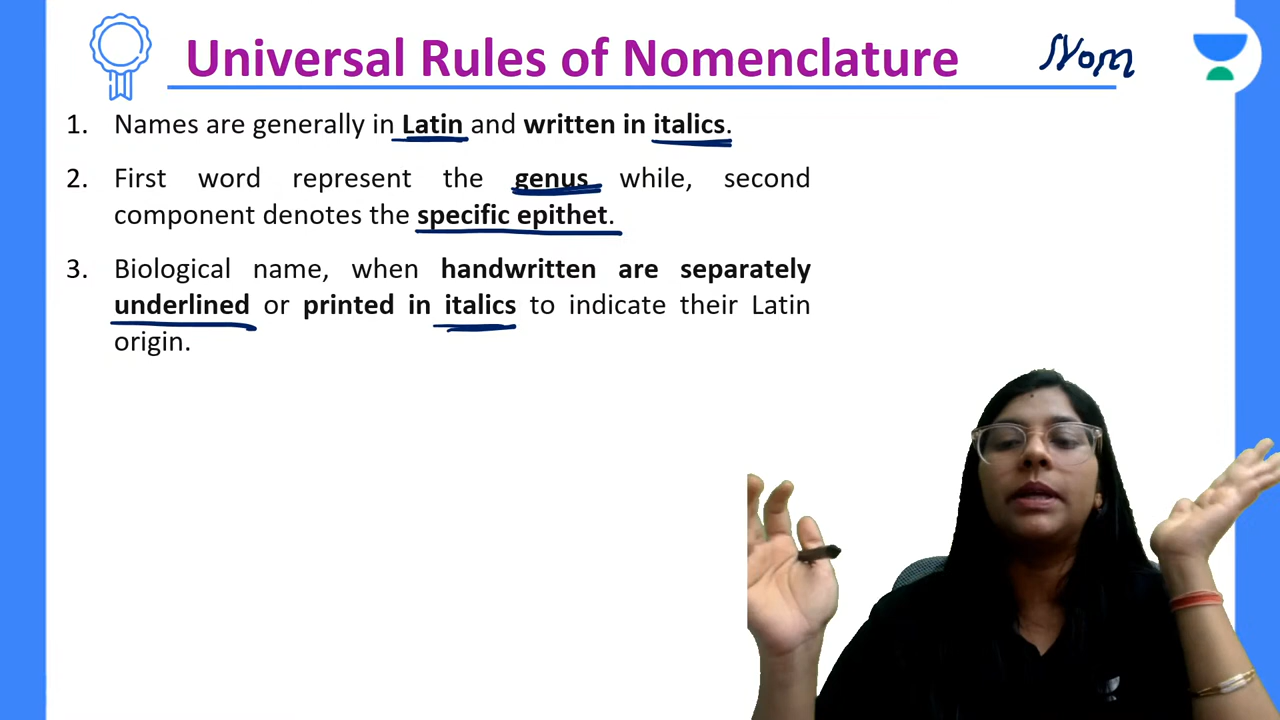 Universal Rules of Nomenclature
Nom
1. Names are generally in Latin and written in italics.
2. First word represent the genus while, second
component denotes the specific epithet.
3. Biological name, when handwritten are separately
underlined or printed in italics to indicate their Latin
origin.